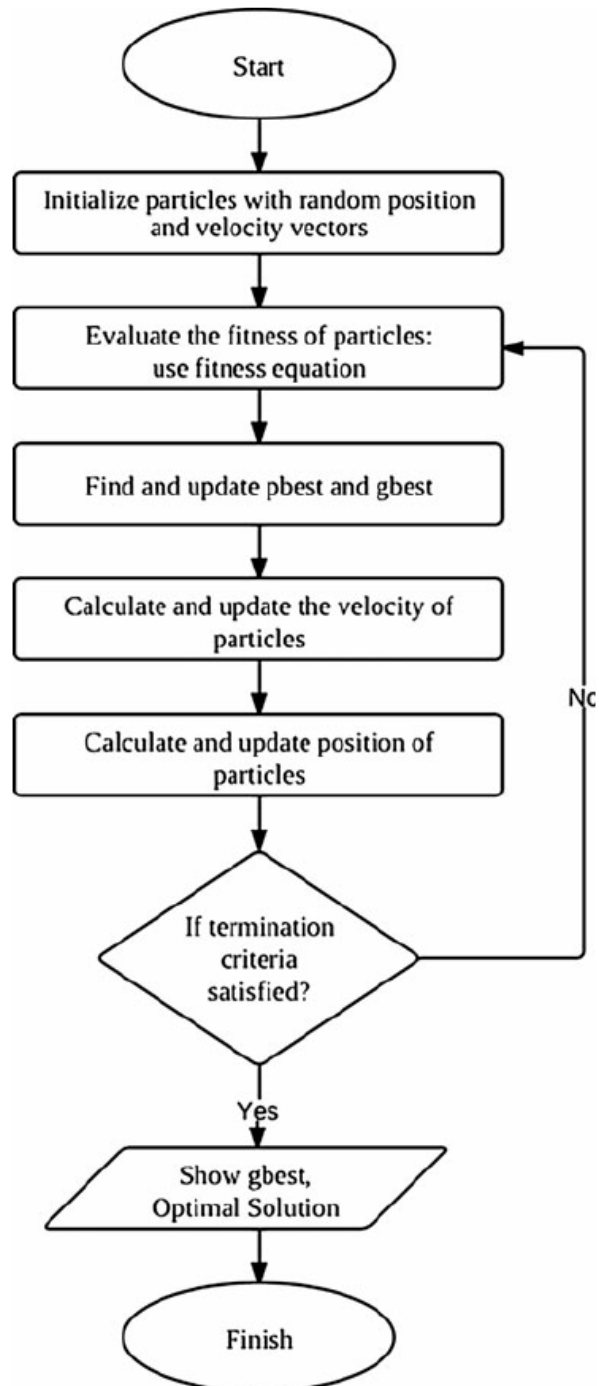 Start
Initialize particles with random position
and velocity vectors
Evaluate the fitness of particles:
use fitness equation
Find and update pbest and gbest
Calculate and update the velocity of
particles
Calculate and update position of
particles
No
If termination
criteria
satisfied?
Yes
Show gbest,
Optimal Solution
Finish